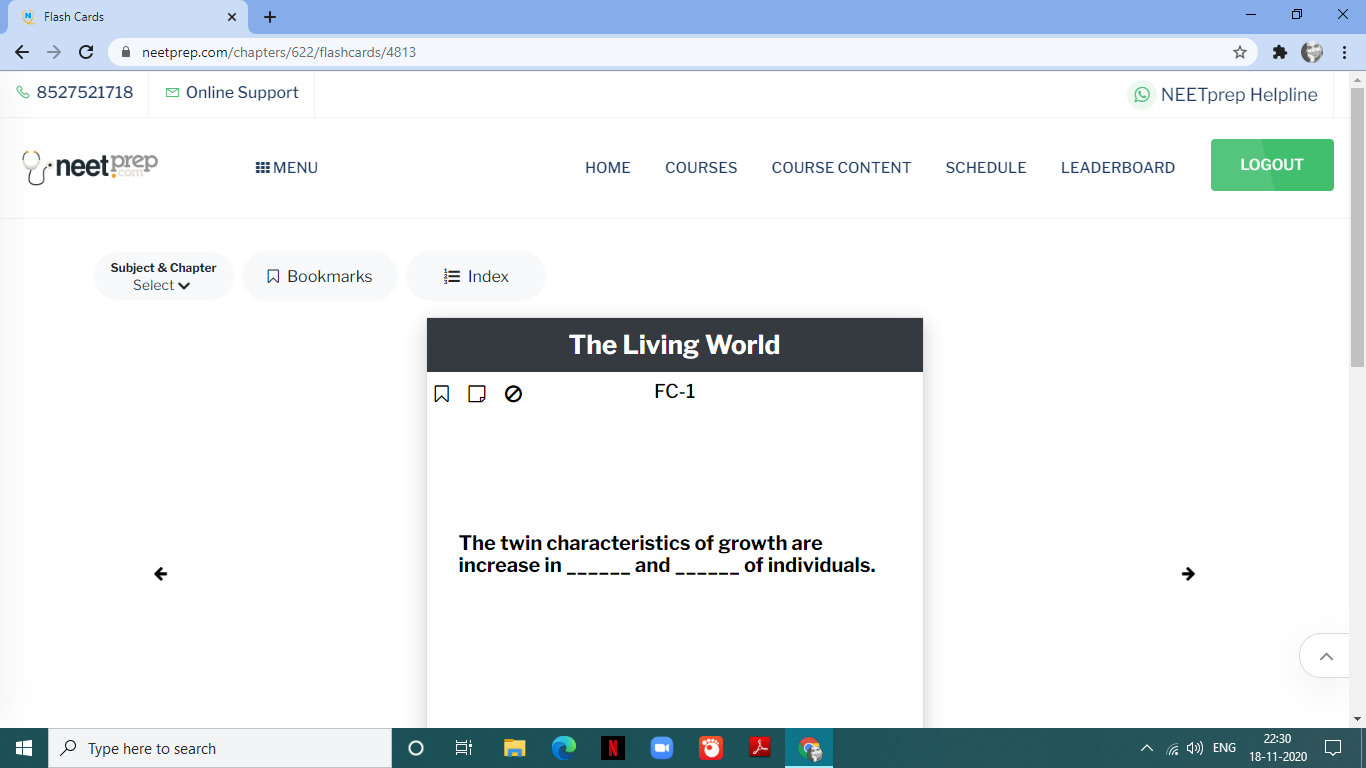 Flash Cards
neetprep.com/chapters/622/flashcards/4813
8527521718 Online Support NEETprep Helpline
neetprep.com MENU HOME COURSES COURSE CONTENT SCHEDULE LEADERBOARD LOGOUT
Subject & Chapter
Select Bookmarks Index
The Living World
FC-1
The twin characteristics of growth are
increase in ______ and ______ of individuals.
Type here to search ENG 22:30
18-11-2020